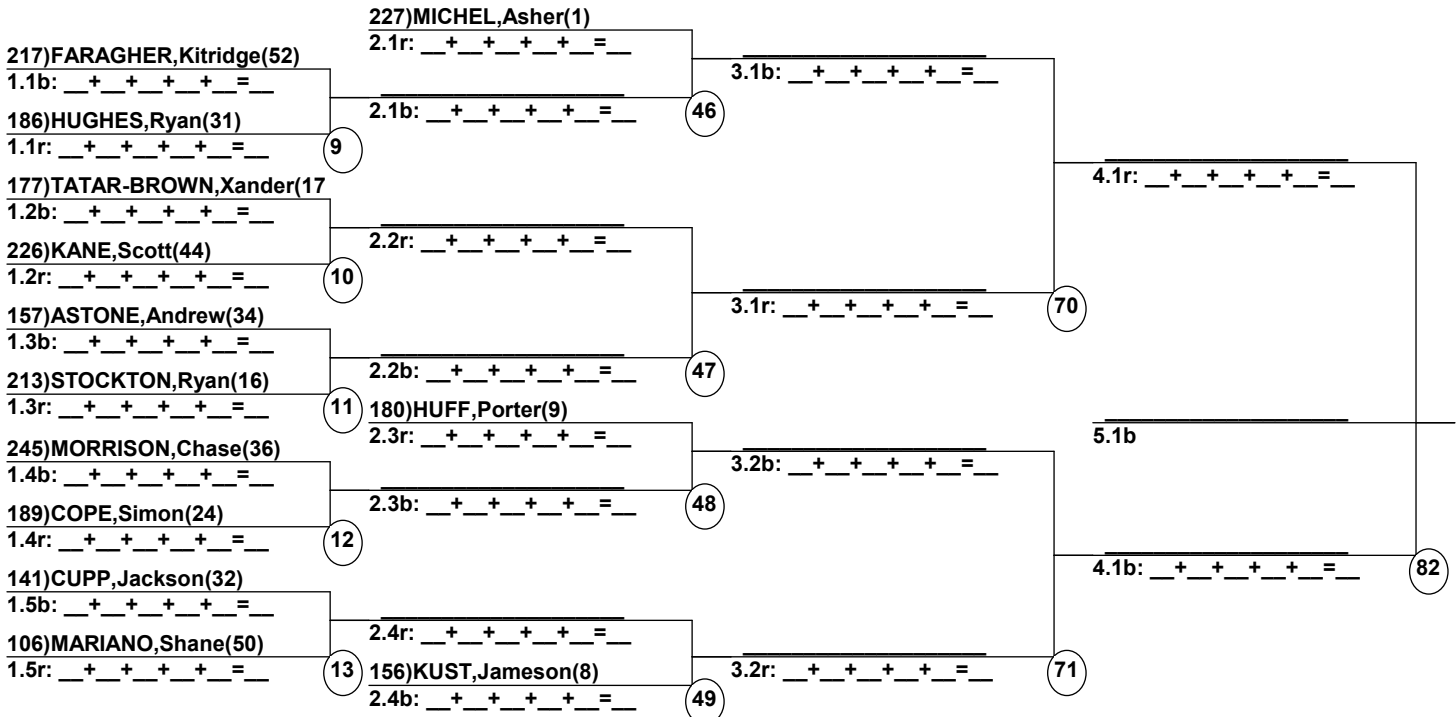 227)MICHEL,Asher(1)
2.1r: __+__+__+__+__=__
217)FARAGHER,Kitridge(52)
1.1b: __+__+__+__+__=__
3.1b: __+__+__+__+__=__
2.1b: __+__+__+__+__=__
46
186)HUGHES,Ryan(31)
1.1r: __+__+__+__+__=__
9
4.1r: __+__+__+__+__=__
177)TATAR-BROWN,Xander(17
1.2b: __+__+__+__+__=__
2.2r: __+__+__+__+__=__
226)KANE,Scott(44)
1.2r: __+__+__+__+__=__
10
3.1r: __+__+__+__+__=__
70
157)ASTONE,Andrew(34)
1.3b: __+__+__+__+__=__
2.2b: __+__+__+__+__=__
47
213)STOCKTON,Ryan(16)
1.3r: __+__+__+__+__=__
11
180)HUFF,Porter(9)
2.3r: __+__+__+__+__=__
5.1b
245)MORRISON,Chase(36)
1.4b: __+__+__+__+__=__
3.2b: __+__+__+__+__=__
2.3b: __+__+__+__+__=__
48
189)COPE,Simon(24)
1.4r: __+__+__+__+__=__
12
4.1b: __+__+__+__+__=__
82
141)CUPP,Jackson(32)
1.5b: __+__+__+__+__=__
2.4r: __+__+__+__+__=__
106)MARIANO,Shane(50)
1.5r: __+__+__+__+__=__
13
156)KUST,Jameson(8)
3.2r: __+__+__+__+__=__
71
2.4b: __+__+__+__+__=__
49